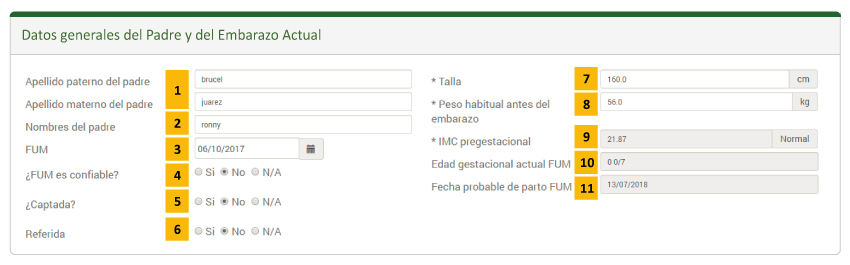 Datos generales del Padre y del Embarazo Actual
Apellido paterno del padre
1
brucel
Apellido materno del padre
juarez
Nombres del padre
2
ronny
FUM
3
06/10/2017
¿FUM es confiable?
4
Si No N/A
¿Captada?
5
Si No N/A
Referida
6
Si No N/A
* Talla
7
160.0
cm
* Peso habitual antes del
embarazo
8
56.0
kg
* IMC pregestacional
9
21.87
Normal
Edad gestacional actual FUM
10
0 0/7
Fecha probable de parto FUM
11
13/07/2018